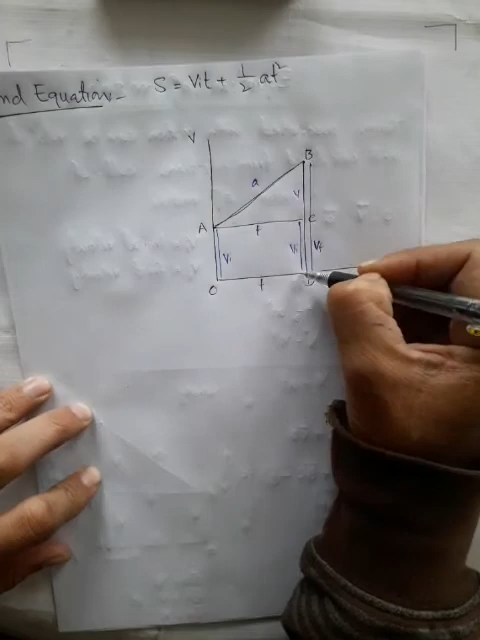 nd Equation- S = Vit + 1/2 at²
V
B
a
V
A
t
C
Vi
Vi
Vf
O
t
D